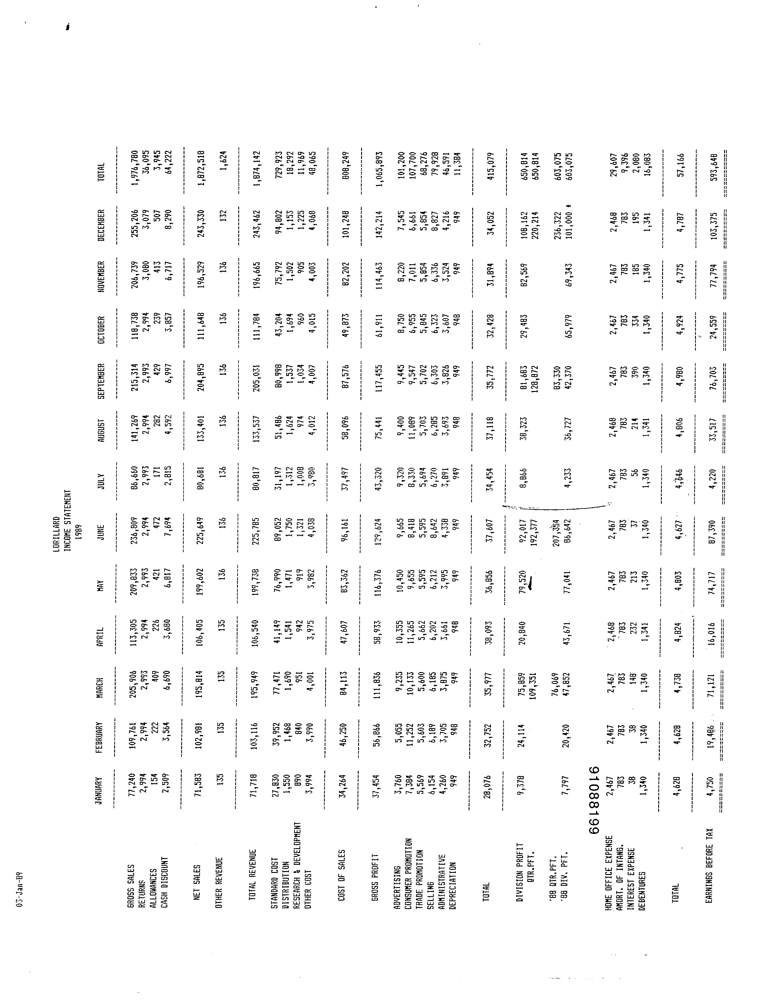 03-Jan-89
LORILLARD
INCOME STATEMENT
1989
JANUARY FEBRUARY MARCH APRIL MAY JUNE JULY AUGUST SEPTEMBER OCTOBER NOVEMBER DECEMBER TOTAL
GROSS SALES 77,240 109,761 205,906 113,305 209,833 236,809 86,660 141,269 215,314 118,738 206,739 255,206 1,976,780
RETURNS 2,994 2,994 2,993 2,994 2,993 2,994 2,993 2,994 2,993 2,994 3,080 3,079 36,095
ALLOWANCES 154 222 409 226 421 472 171 282 429 239 413 507 3,945
CASH DISCOUNT 2,509 3,564 6,690 3,680 6,817 7,694 2,815 4,592 6,997 3,857 6,717 8,290 64,222
NET SALES 71,583 102,981 195,814 106,405 199,602 225,649 80,681 133,401 204,895 111,648 196,529 243,330 1,872,518
OTHER REVENUE 135 135 135 135 136 136 136 136 136 136 136 132 1,624
TOTAL REVENUE 71,718 103,116 195,949 106,540 199,738 225,785 80,817 133,537 205,031 111,784 196,665 243,462 1,874,142
STANDARD COST 27,830 39,952 77,471 41,149 76,990 89,052 31,197 51,486 80,998 43,204 75,792 94,802 729,923
DISTRIBUTION 1,550 1,468 1,690 1,541 1,471 1,750 1,312 1,624 1,537 1,694 1,502 1,153 18,292
RESEARCH & DEVELOPMENT 890 840 951 942 919 1,321 1,008 974 1,034 960 905 1,225 11,969
OTHER COST 3,994 3,990 4,001 3,975 3,982 4,038 3,980 4,012 4,007 4,015 4,003 4,068 48,065
COST OF SALES 34,264 46,250 84,113 47,607 83,362 96,161 37,497 58,096 87,576 49,873 82,202 101,248 808,249
GROSS PROFIT 37,454 56,866 111,836 58,933 116,376 129,624 43,320 75,441 117,455 61,911 114,463 142,214 1,065,893
ADVERTISING 3,760 5,055 9,235 10,355 10,450 9,665 9,320 9,400 9,445 8,750 8,220 7,545 101,200
CONSUMER PROMOTION 7,384 11,252 10,133 11,265 9,655 8,418 8,330 11,089 9,547 6,955 7,011 6,661 107,700
TRADE PROMOTION 5,569 5,603 5,600 5,662 5,595 5,595 5,694 5,703 5,702 5,845 5,854 5,854 68,276
SELLING 6,154 6,189 6,185 6,202 6,212 8,642 6,270 6,285 6,303 6,323 6,336 8,827 79,928
ADMINISTRATIVE 4,260 3,705 3,875 3,661 3,995 4,338 3,891 3,693 3,826 3,607 3,524 4,216 46,591
DEPRECIATION 949 948 949 948 949 949 949 948 949 948 949 949 11,384
TOTAL 28,076 32,752 35,977 38,093 36,856 37,607 34,454 37,118 35,772 32,428 31,894 34,052 415,079
DIVISION PROFIT 9,378 24,114 75,859 20,840 79,520 92,017 8,866 38,323 81,683 29,483 82,569 108,162 650,814
QTR.PFT. 109,351 192,377 128,872 220,214 650,814
'88 QTR.PFT. 76,069 207,354 83,330 236,322 603,075
'88 DIV. PFT. 7,797 20,420 47,852 43,671 77,041 86,642 4,233 36,727 42,370 65,979 69,343 101,000 * 603,075
91088199
HOME OFFICE EXPENSE 2,467 2,467 2,467 2,468 2,467 2,467 2,467 2,468 2,467 2,467 2,467 2,468 29,607
AMORT. OF INTANG. 783 783 783 783 783 783 783 783 783 783 783 783 9,396
INTEREST EXPENSE 38 38 148 232 213 37 56 214 390 334 185 195 2,080
DEBENTURES 1,340 1,340 1,340 1,341 1,340 1,340 1,340 1,341 1,340 1,340 1,340 1,341 16,083
TOTAL 4,628 4,628 4,738 4,824 4,803 4,627 4,646 4,806 4,980 4,924 4,775 4,787 57,166
EARNINGS BEFORE TAX 4,750 19,486 71,121 16,016 74,717 87,390 4,220 33,517 76,703 24,559 77,794 103,375 593,648